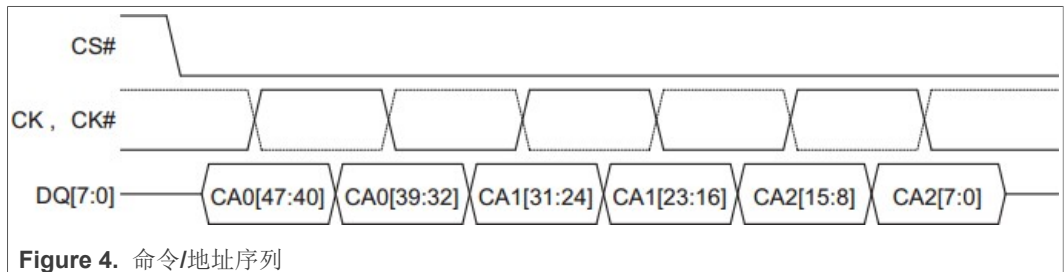 CS#
CK， CK#
DQ[7:0] CA0[47:40] CA0[39:32] CA1[31:24] CA1[23:16] CA2[15:8] CA2[7:0]
Figure 4. 命令/地址序列